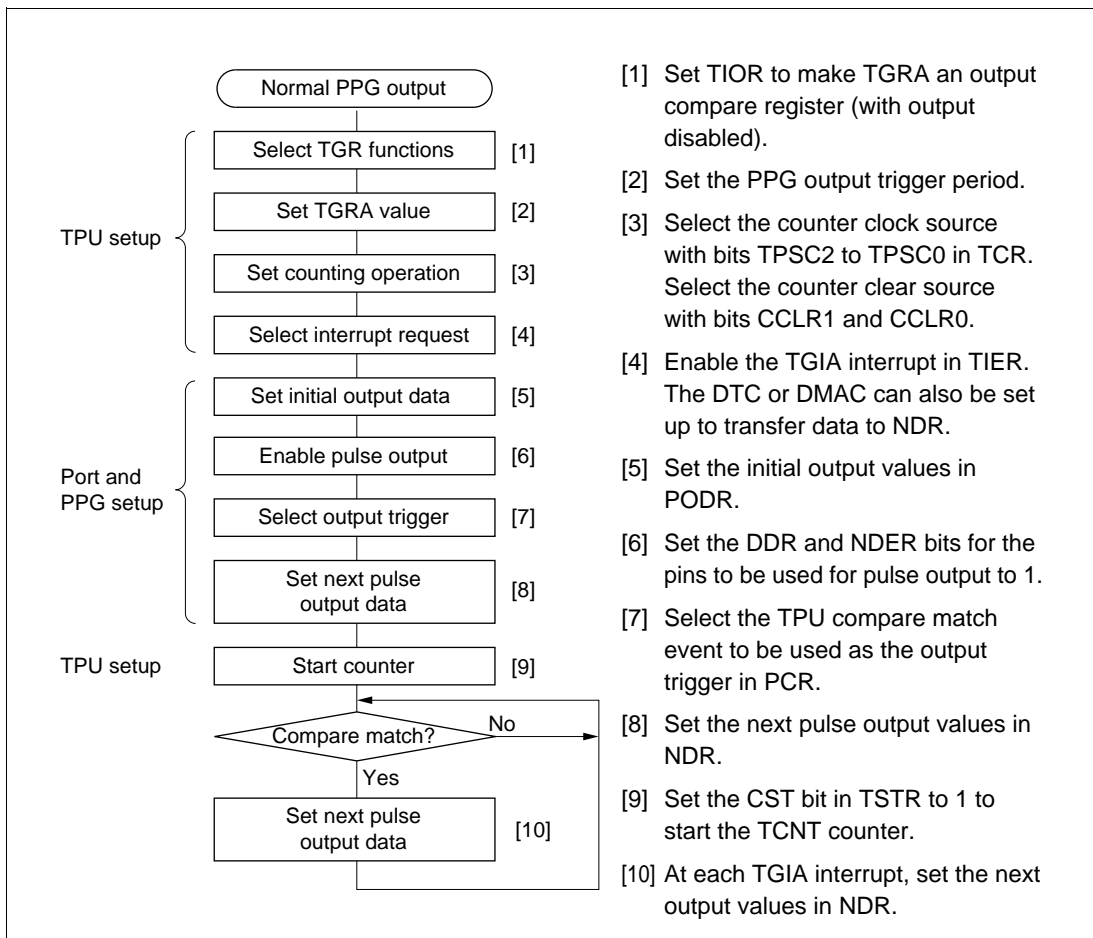 Normal PPG output
Select TGR functions [1]
Set TGRA value [2]
TPU setup
Set counting operation [3]
Select interrupt request [4]
Set initial output data [5]
Enable pulse output [6]
Port and
PPG setup
Select output trigger [7]
Set next pulse
output data
[8]
TPU setup
Start counter [9]
Compare match?
No
Yes
Set next pulse
output data
[10]
[1] Set TIOR to make TGRA an output
compare register (with output
disabled).
[2] Set the PPG output trigger period.
[3] Select the counter clock source
with bits TPSC2 to TPSC0 in TCR.
Select the counter clear source
with bits CCLR1 and CCLR0.
[4] Enable the TGIA interrupt in TIER.
The DTC or DMAC can also be set
up to transfer data to NDR.
[5] Set the initial output values in
PODR.
[6] Set the DDR and NDER bits for the
pins to be used for pulse output to 1.
[7] Select the TPU compare match
event to be used as the output
trigger in PCR.
[8] Set the next pulse output values in
NDR.
[9] Set the CST bit in TSTR to 1 to
start the TCNT counter.
[10] At each TGIA interrupt, set the next
output values in NDR.